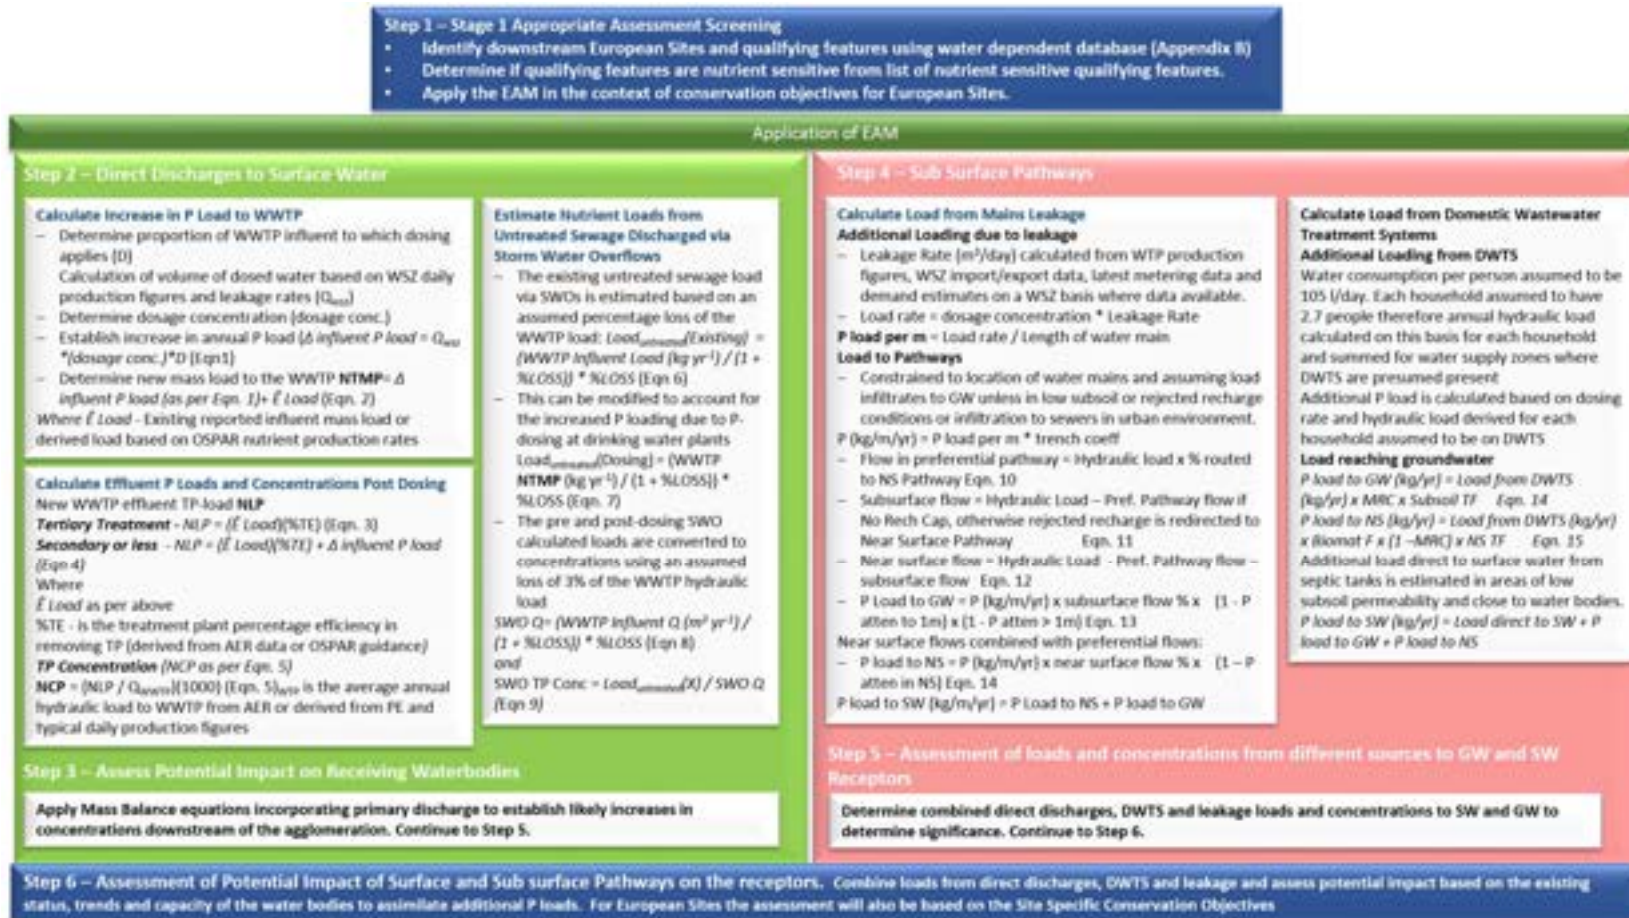 Step 1 – Stage 1 Appropriate Assessment Screening
• Identify downstream European Sites and qualifying features using water dependent database (Appendix B)
• Determine if qualifying features are nutrient sensitive from list of nutrient sensitive qualifying features.
• Apply the EAM in the context of conservation objectives for European Sites.
Application of EAM
Step 2 – Direct Discharges to Surface Water
Calculate Increase in P Load to WWTP
– Determine proportion of WWTP influent to which dosing
applies (D)
Calculation of volume of dosed water based on WSZ daily
production figures and leakage rates (Q
– Determine dosage concentration (dosage conc.)
– Establish increase in annual P load (Δ influent P load = Q
*(dosage conc.)*D (Eqn1)
– Determine new mass load to the WWTP NTMP= Δ
influent P load (as per Eqn. 1)+ Ḗ Load (Eqn. 2)
Where Ḗ Load - Existing reported influent mass load or
derived load based on OSPAR nutrient production rates
Calculate Effluent P Loads and Concentrations Post Dosing
New WWTP effluent TP-load NLP
Tertiary Treatment - NLP = (Ḗ Load)(%TE) (Eqn. 3)
Secondary or less - NLP = (Ḗ Load)(%TE) + Δ influent P load
(Eqn 4)
Where
Ḗ Load as per above
%TE - is the treatment plant percentage efficiency in
removing TP (derived from AER data or OSPAR guidance)
TP Concentration (NCP as per Eqn. 5)
NCP = (NLP / Q_WWTP)(1000) (Eqn. 5)_WTP is the average annual
hydraulic load to WWTP from AER or derived from PE and
typical daily production figures
Estimate Nutrient Loads from
Untreated Sewage Discharged via
Storm Water Overflows
– The existing untreated sewage load
via SWOs is estimated based on an
assumed percentage loss of the
WWTP load: Load_untreated(Existing) =
(WWTP Influent Load (kg yr⁻¹) / (1 +
%LOSS)) * %LOSS (Eqn 6)
– This can be modified to account for
the increased P loading due to P-
dosing at drinking water plants
Load_untreated(Dosing) = (WWTP
NTMP (kg yr⁻¹) / (1 + %LOSS)) *
%LOSS (Eqn. 7)
– The pre and post-dosing SWO
calculated loads are converted to
concentrations using an assumed
loss of 3% of the WWTP hydraulic
load
SWO Q= (WWTP Influent Q (m³ yr⁻¹) /
(1 + %LOSS)) * %LOSS (Eqn 8)
and
SWO TP Conc = Load_untreated(X) / SWO Q
(Eqn 9)
Step 3 – Assess Potential Impact on Receiving Waterbodies
Apply Mass Balance equations incorporating primary discharge to establish likely increases in
concentrations downstream of the agglomeration. Continue to Step 5.
Step 4 – Sub Surface Pathways
Calculate Load from Mains Leakage
Additional Loading due to leakage
– Leakage Rate (m³/day) calculated from WTP production
figures, WSZ import/export data, latest metering data and
demand estimates on a WSZ basis where data available.
– Load rate = dosage concentration * Leakage Rate
P load per m = Load rate / Length of water main
Load to Pathways
– Constrained to location of water mains and assuming load
infiltrates to GW unless in low subsoil or rejected recharge
conditions or infiltration to sewers in urban environment.
P (kg/m/yr) = P load per m * trench coeff
– Flow in preferential pathway = Hydraulic load x % routed
to NS Pathway Eqn. 10
– Subsurface flow = Hydraulic Load – Pref. Pathway flow if
No Rech Cap, otherwise rejected recharge is redirected to
Near Surface Pathway Eqn. 11
– Near surface flow = Hydraulic Load - Pref. Pathway flow –
subsurface flow Eqn. 12
– P Load to GW = P (kg/m/yr) x subsurface flow % x (1 - P
atten to 1m) x (1 - P atten > 1m) Eqn. 13
Near surface flows combined with preferential flows:
– P load to NS = P (kg/m/yr) x near surface flow % x (1 – P
atten in NS) Eqn. 14
P load to SW (kg/m/yr) = P Load to NS + P load to GW
Calculate Load from Domestic Wastewater
Treatment Systems
Additional Loading from DWTS
Water consumption per person assumed to be
105 l/day. Each household assumed to have
2.7 people therefore annual hydraulic load
calculated on this basis for each household
and summed for water supply zones where
DWTS are presumed present
Additional P load is calculated based on dosing
rate and hydraulic load derived for each
household assumed to be on DWTS
Load reaching groundwater
P load to GW (kg/yr) = Load from DWTS
(kg/yr) x MRC x Subsoil TF Eqn. 14
P load to NS (kg/yr) = Load from DWTS (kg/yr)
x Biomat F x (1 –MRC) x NS TF Eqn. 15
Additional load direct to surface water from
septic tanks is estimated in areas of low
subsoil permeability and close to water bodies.
P load to SW (kg/yr) = Load direct to SW + P
load to GW + P load to NS
Step 5 – Assessment of loads and concentrations from different sources to GW and SW
Receptors
Determine combined direct discharges, DWTS and leakage loads and concentrations to SW and GW to
determine significance. Continue to Step 6.
Step 6 – Assessment of Potential Impact of Surface and Sub surface Pathways on the receptors. Combine loads from direct discharges, DWTS and leakage and assess potential impact based on the existing
status, trends and capacity of the water bodies to assimilate additional P loads. For European Sites the assessment will also be based on the Site Specific Conservation Objectives